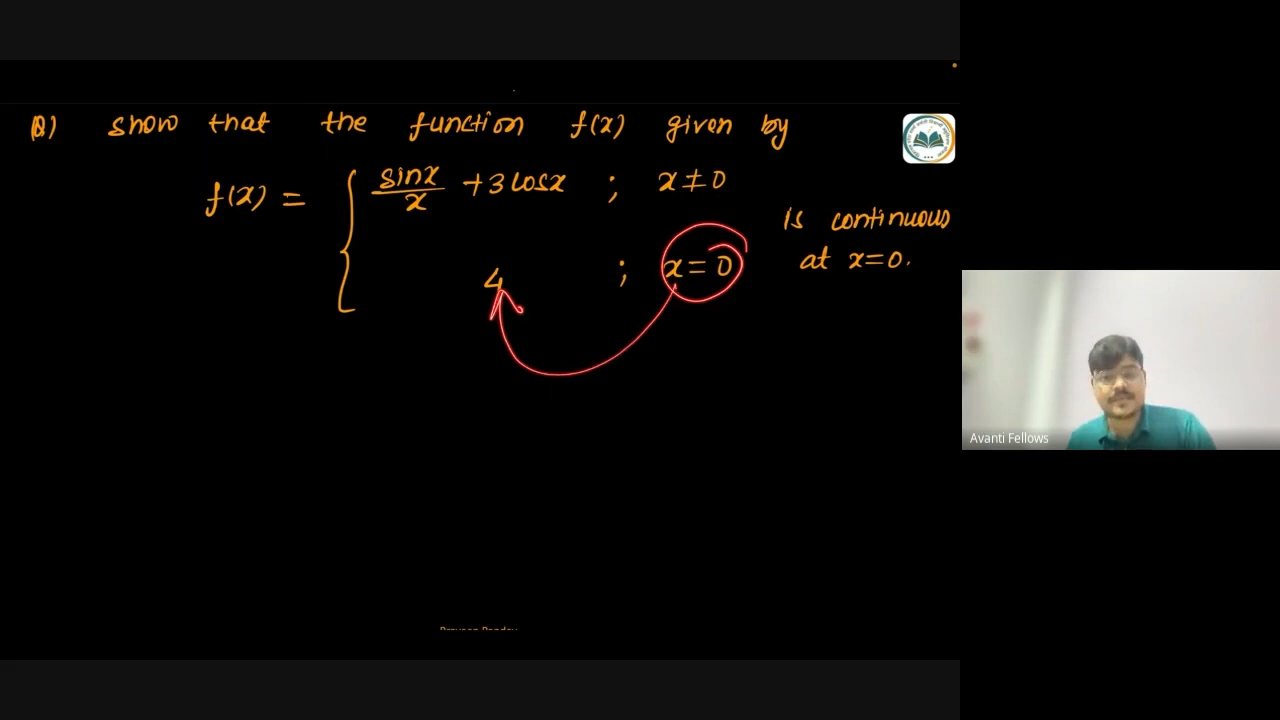 Q) show that the function f(x) given by
f(x) = { sinx/x + 3 cosx ; x ≠ 0
4 ; x = 0
is continuous
at x=0.
Avanti Fellows